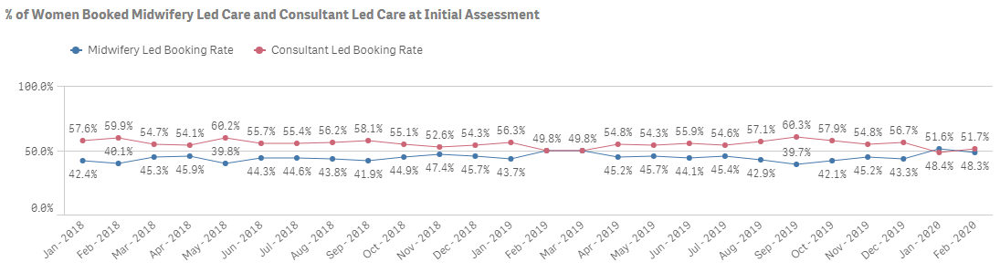 % of Women Booked Midwifery Led Care and Consultant Led Care at Initial Assessment
Midwifery Led Booking Rate Consultant Led Booking Rate
100.0%
57.6% 59.9% 54.7% 54.1% 60.2% 55.7% 55.4% 56.2% 58.1% 55.1% 52.6% 54.3% 56.3% 49.8% 49.8% 54.8% 54.3% 55.9% 54.6% 57.1% 60.3% 57.9% 54.8% 56.7% 51.6% 51.7%
50.0%
42.4% 40.1% 45.3% 45.9% 39.8% 44.3% 44.6% 43.8% 41.9% 44.9% 47.4% 45.7% 43.7% 45.2% 45.7% 44.1% 45.4% 42.9% 39.7% 42.1% 45.2% 43.3% 48.4% 48.3%
0.0%
Jan - 2018 Feb - 2018 Mar - 2018 Apr - 2018 May - 2018 Jun - 2018 Jul - 2018 Aug - 2018 Sep - 2018 Oct - 2018 Nov - 2018 Dec - 2018 Jan - 2019 Feb - 2019 Mar - 2019 Apr - 2019 May - 2019 Jun - 2019 Jul - 2019 Aug - 2019 Sep - 2019 Oct - 2019 Nov - 2019 Dec - 2019 Jan - 2020 Feb - 2020